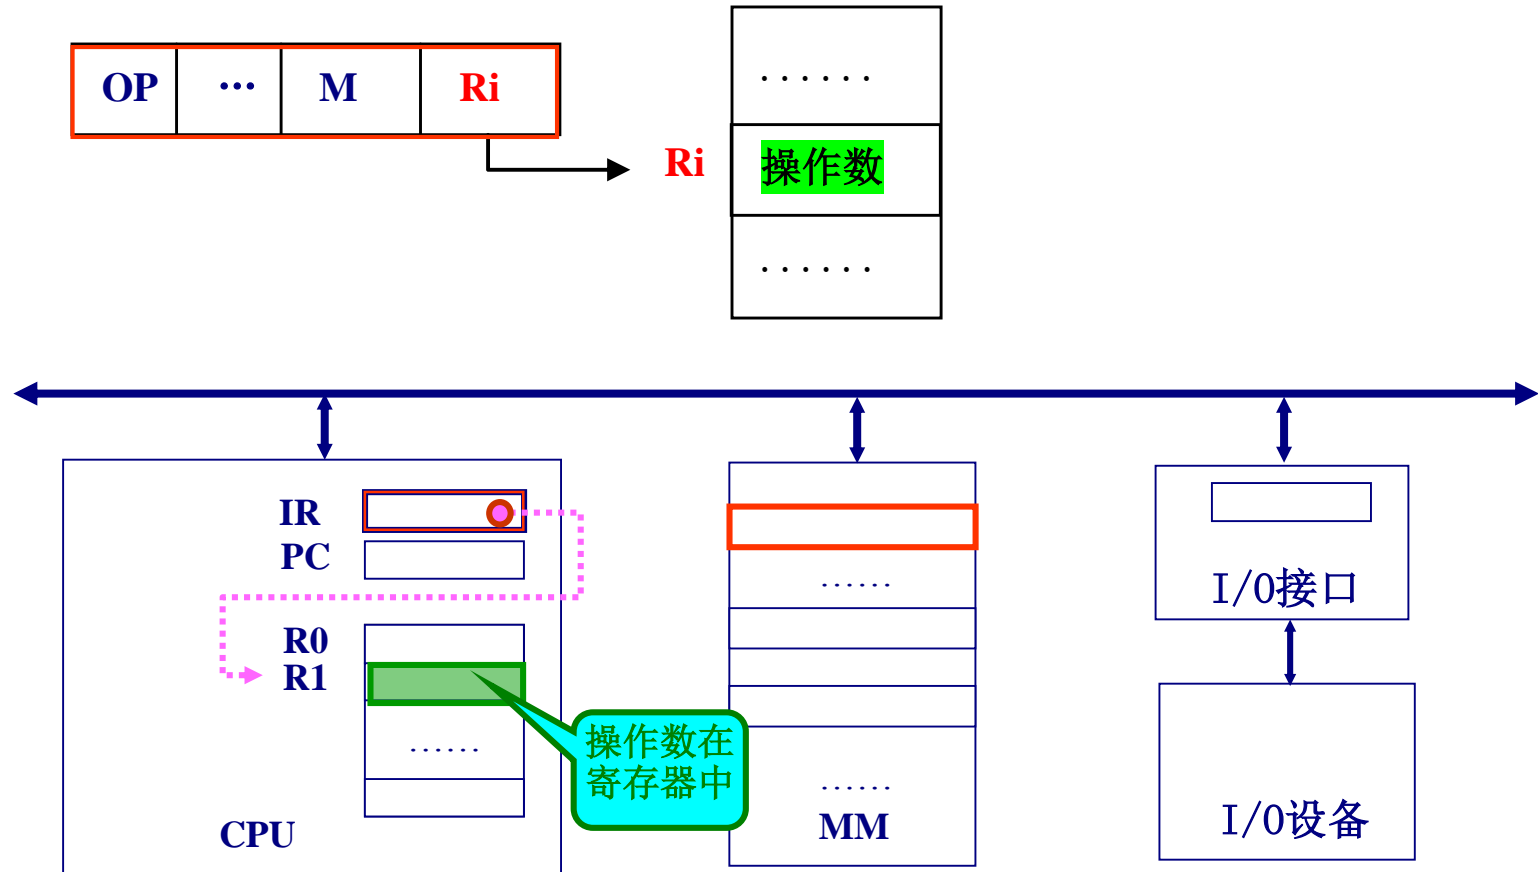 OP ... M Ri
......
Ri 操作数
......
IR
PC
R0
R1
......
操作数在
寄存器中
CPU
......
......
MM
I/O接口
I/O设备